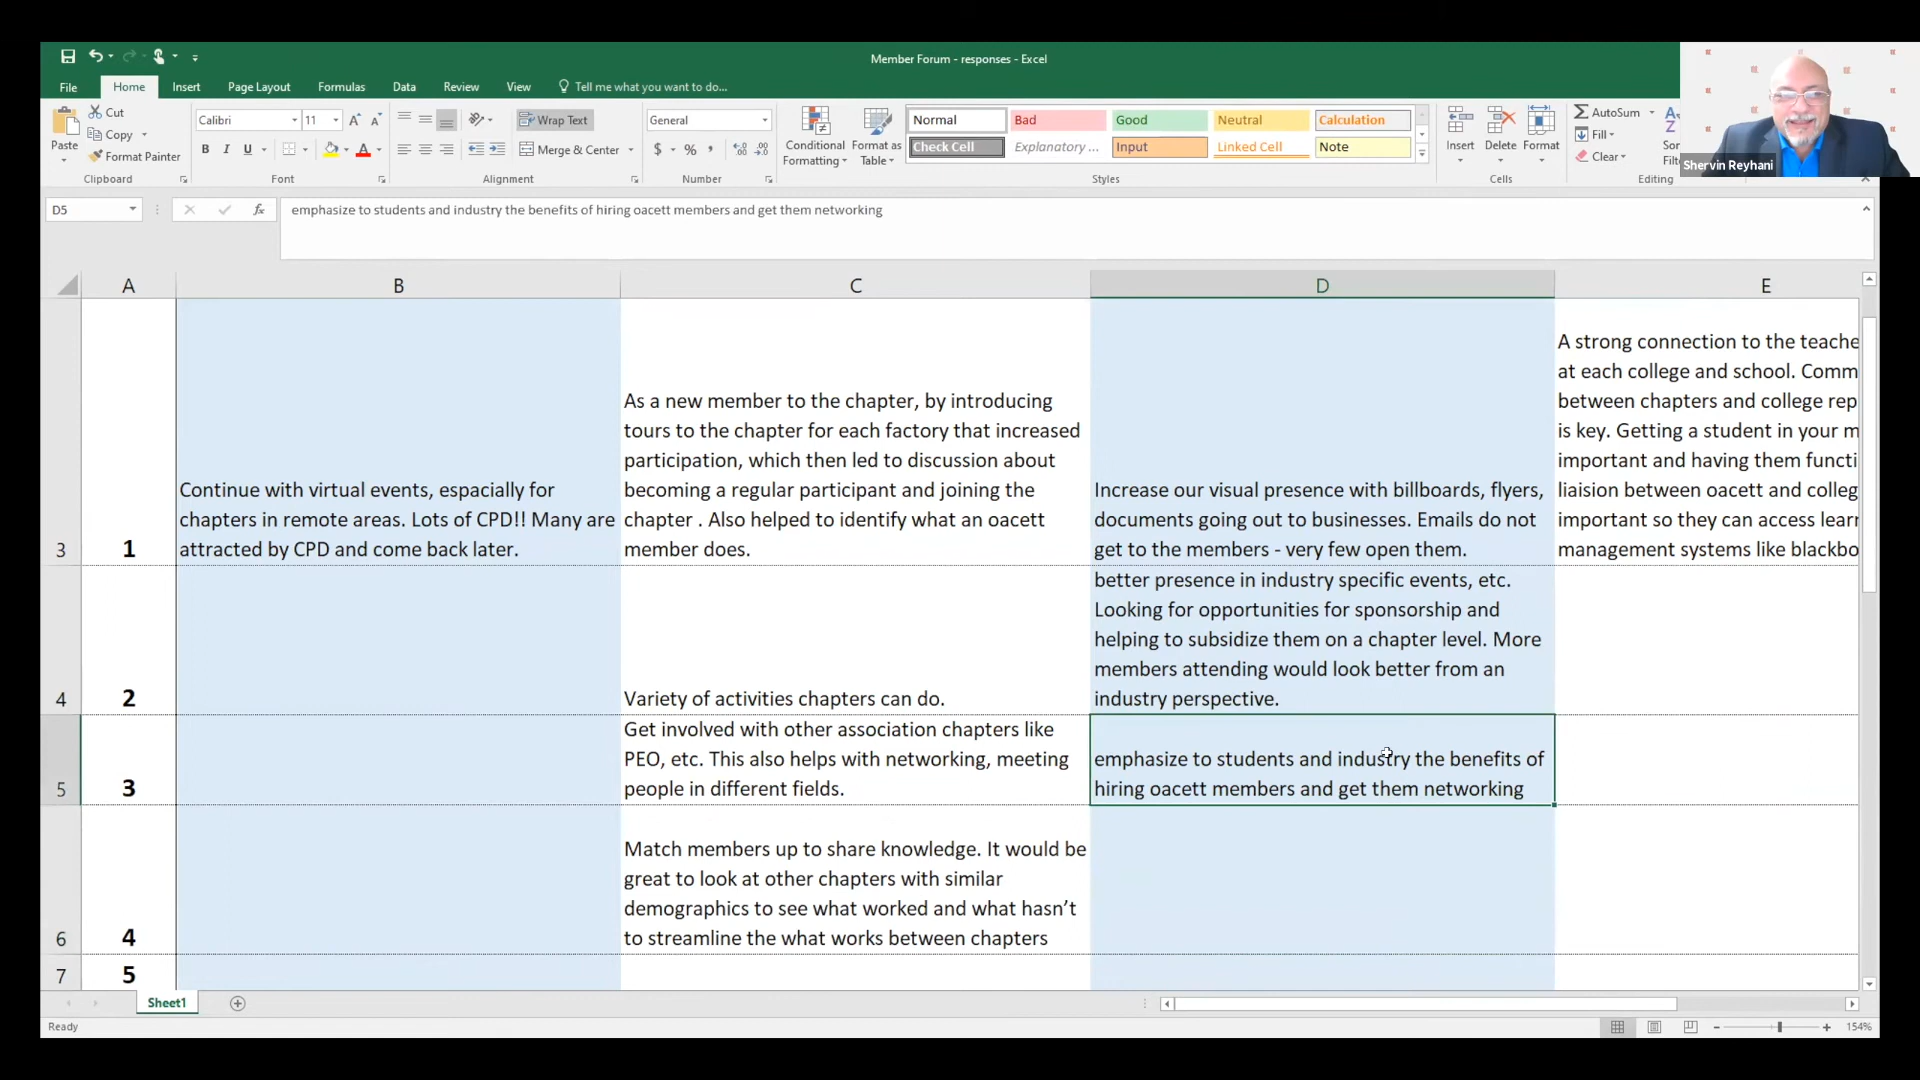 Member Forum - responses - Excel
File Home Insert Page Layout Formulas Data Review View Tell me what you want to do...
Shervin Reyhani
Paste
Cut
Copy
Format Painter
Clipboard
Calibri 11
B I U
Font
Wrap Text
Merge & Center
Alignment
General
$ % ,
Number
Conditional
Formatting
Format as
Table
Normal Bad Good Neutral Calculation
Check Cell Explanatory ... Input Linked Cell Note
Styles
Insert Delete Format
Cells
AutoSum
Fill
Clear
Editing
D5 fx emphasize to students and industry the benefits of hiring oacett members and get them networking
A B C D E
3 1
Continue with virtual events, espacially for
chapters in remote areas. Lots of CPD!! Many are
attracted by CPD and come back later.
As a new member to the chapter, by introducing
tours to the chapter for each factory that increased
participation, which then led to discussion about
becoming a regular participant and joining the
chapter . Also helped to identify what an oacett
member does.
Increase our visual presence with billboards, flyers,
documents going out to businesses. Emails do not
get to the members - very few open them.
A strong connection to the teache
at each college and school. Comm
between chapters and college rep
is key. Getting a student in your m
important and having them functi
liaision between oacett and colleg
important so they can access learn
management systems like blackbo
4 2
Variety of activities chapters can do.
better presence in industry specific events, etc.
Looking for opportunities for sponsorship and
helping to subsidize them on a chapter level. More
members attending would look better from an
industry perspective.
5 3
Get involved with other association chapters like
PEO, etc. This also helps with networking, meeting
people in different fields.
emphasize to students and industry the benefits of
hiring oacett members and get them networking
6 4
Match members up to share knowledge. It would be
great to look at other chapters with similar
demographics to see what worked and what hasn't
to streamline the what works between chapters
7 5
Sheet1
Ready
154%